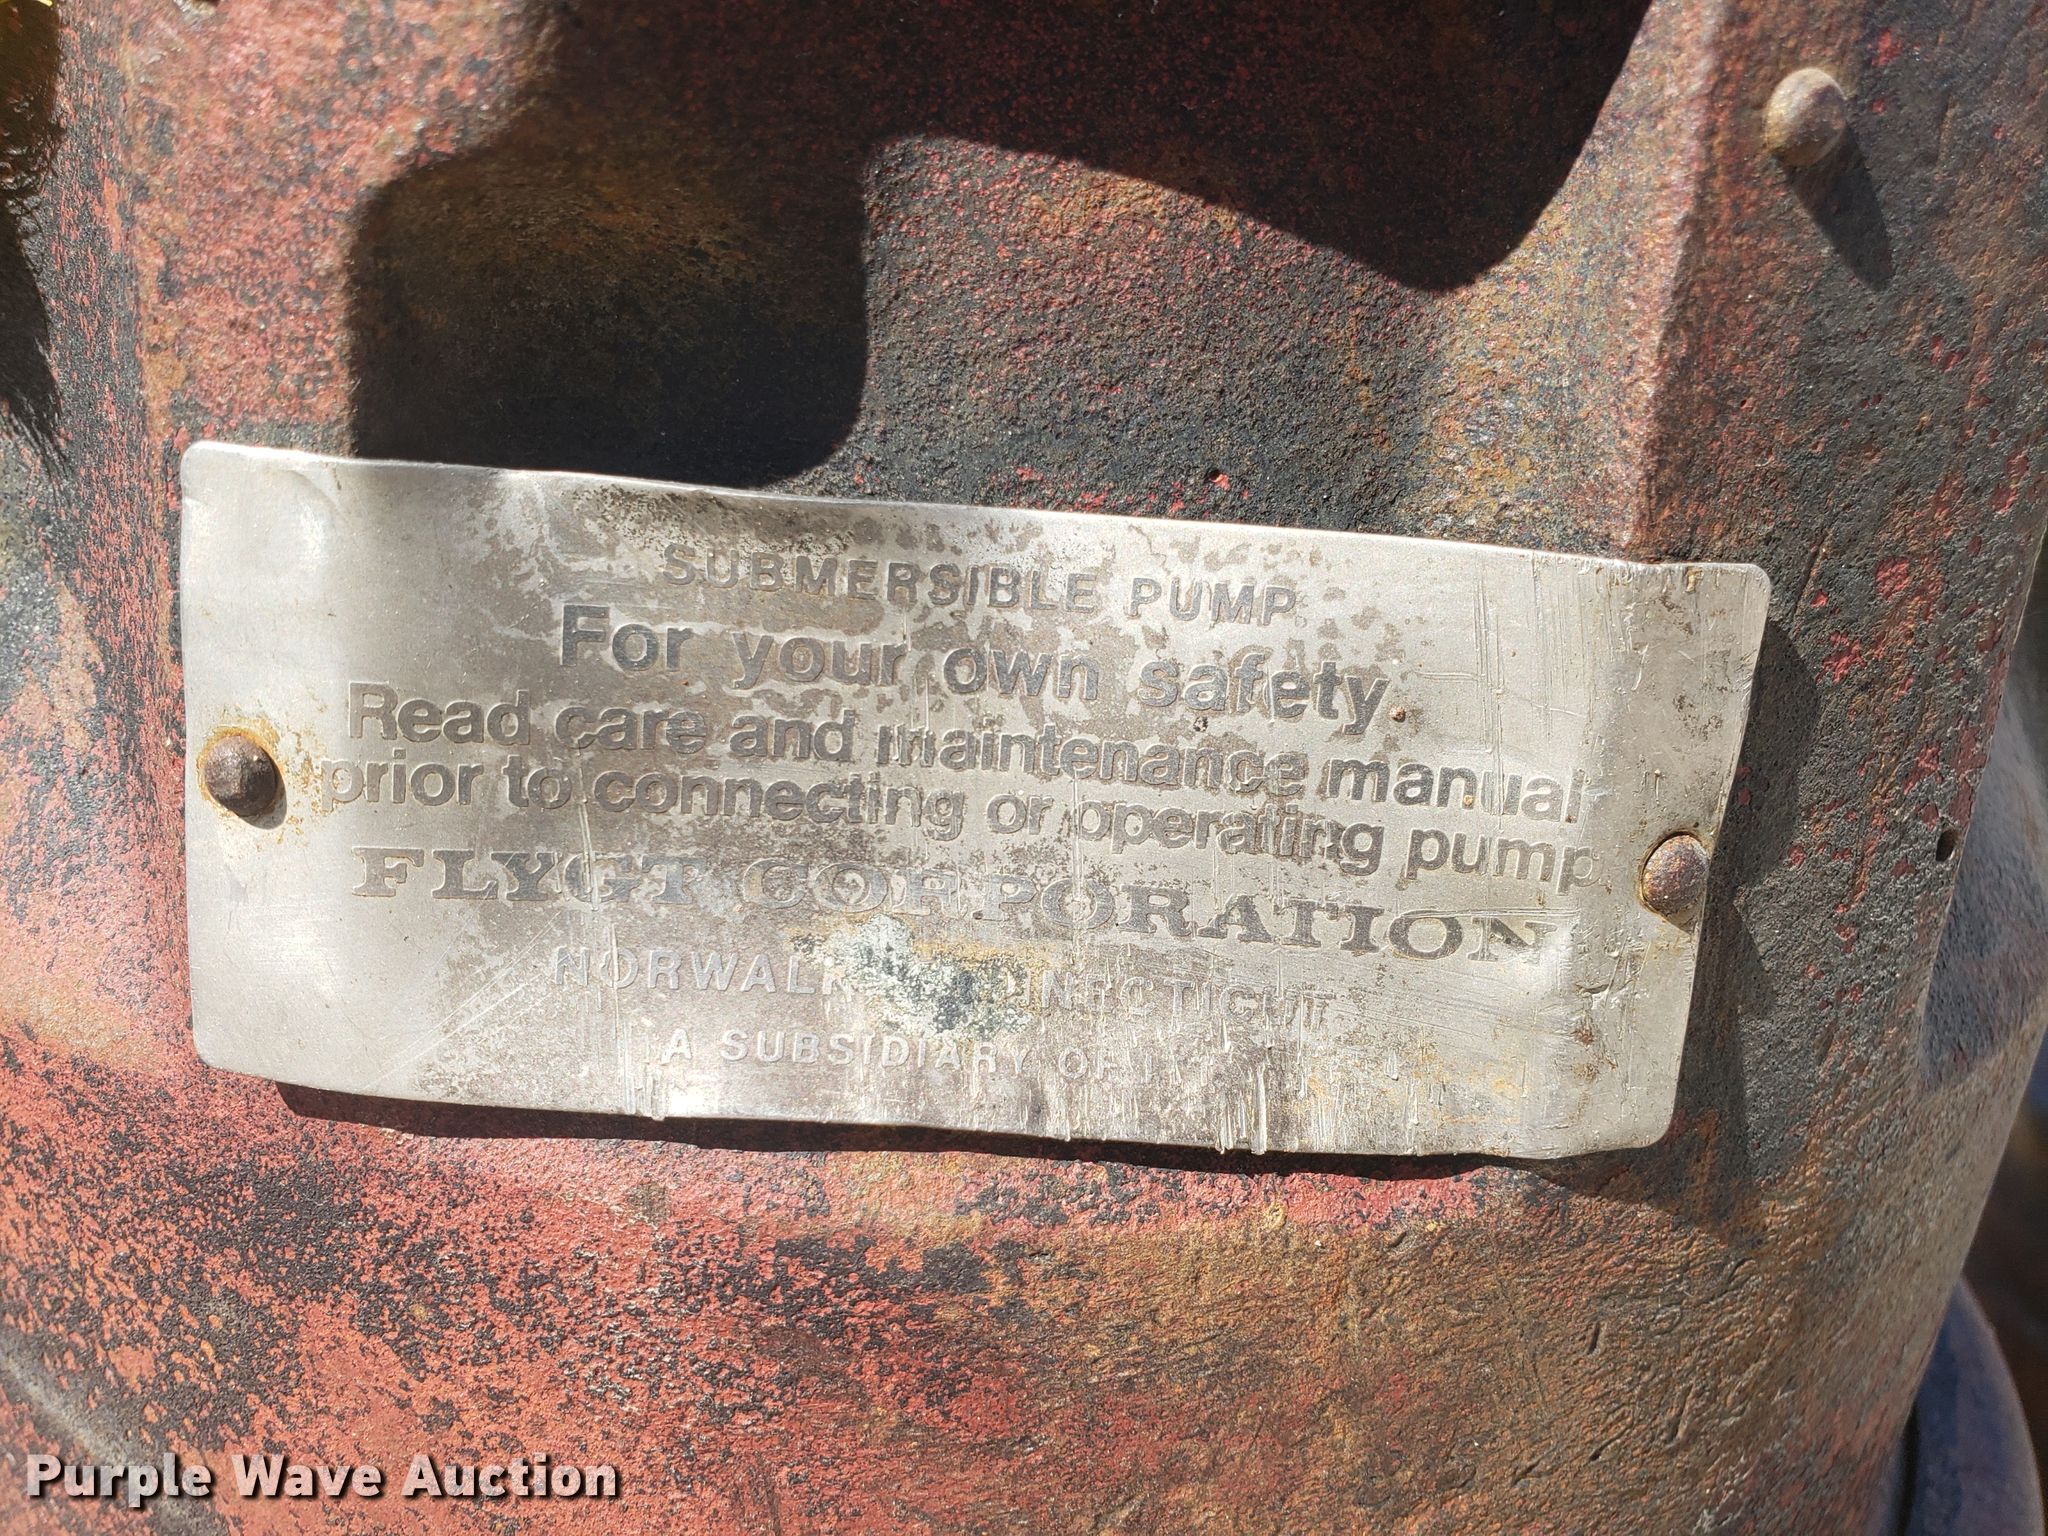 SUBMERSIBLE PUMP
For your own safety
Read care and maintenance manual
prior to connecting or operating pump
FLYGT CORPORATION
NORWALK CONNECTICUT
A SUBSIDIARY OF
Purple Wave Auction